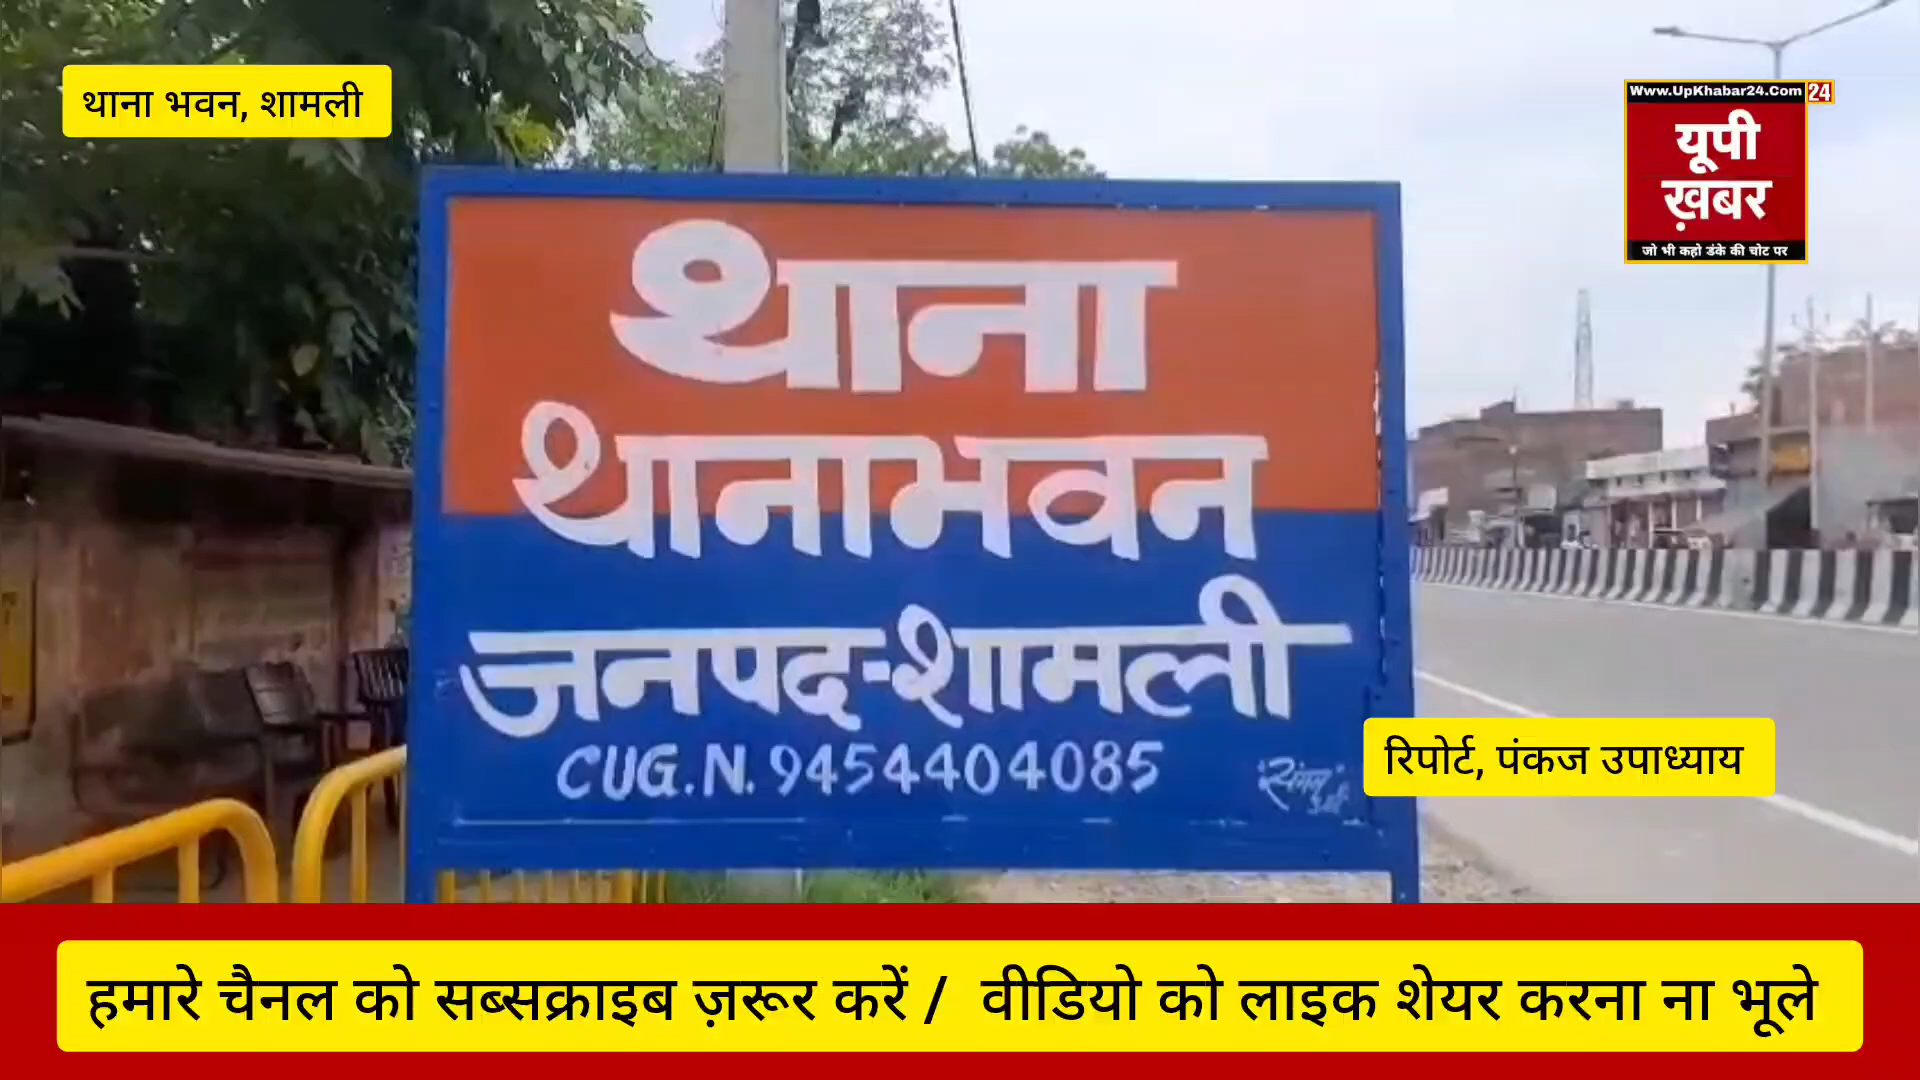 थाना भवन, शामली
Www.UpKhabar24.Com 24
यूपी
ख़बर
जो भी कहो डंके की चोट पर
थाना
थानाभवन
जनपद-शामली
CUG.N. 9454404085
रिपोर्ट, पंकज उपाध्याय
हमारे चैनल को सब्सक्राइब ज़रूर करें / वीडियो को लाइक शेयर करना ना भूले